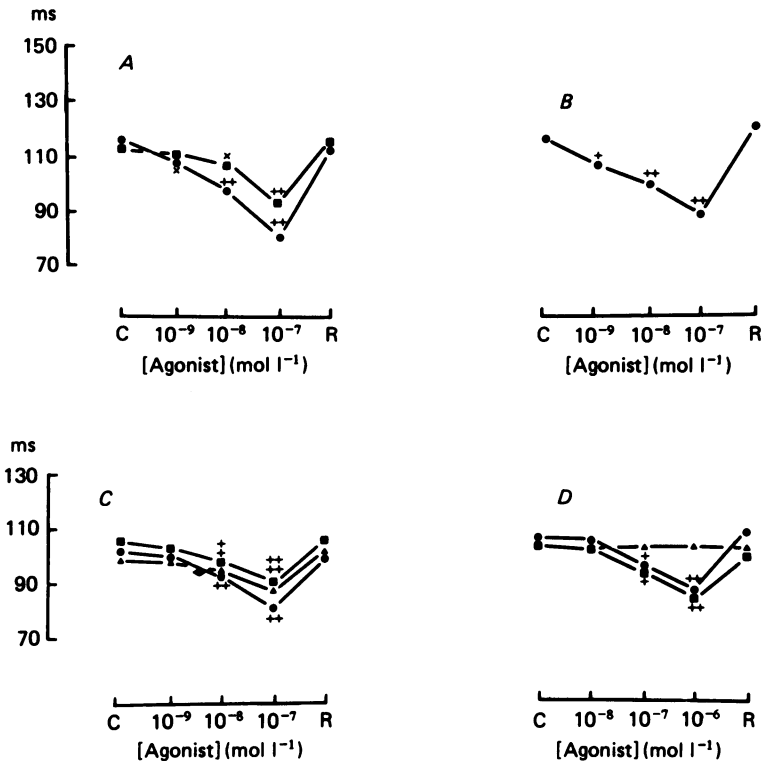 ms
150
130
110
90
70
A
C 10⁻⁹ 10⁻⁸ 10⁻⁷ R
[Agonist] (mol l⁻¹)
B
C 10⁻⁹ 10⁻⁸ 10⁻⁷ R
[Agonist] (mol l⁻¹)
ms
130
110
90
70
C
C 10⁻⁹ 10⁻⁸ 10⁻⁷ R
[Agonist] (mol l⁻¹)
D
C 10⁻⁸ 10⁻⁷ 10⁻⁶ R
[Agonist] (mol l⁻¹)